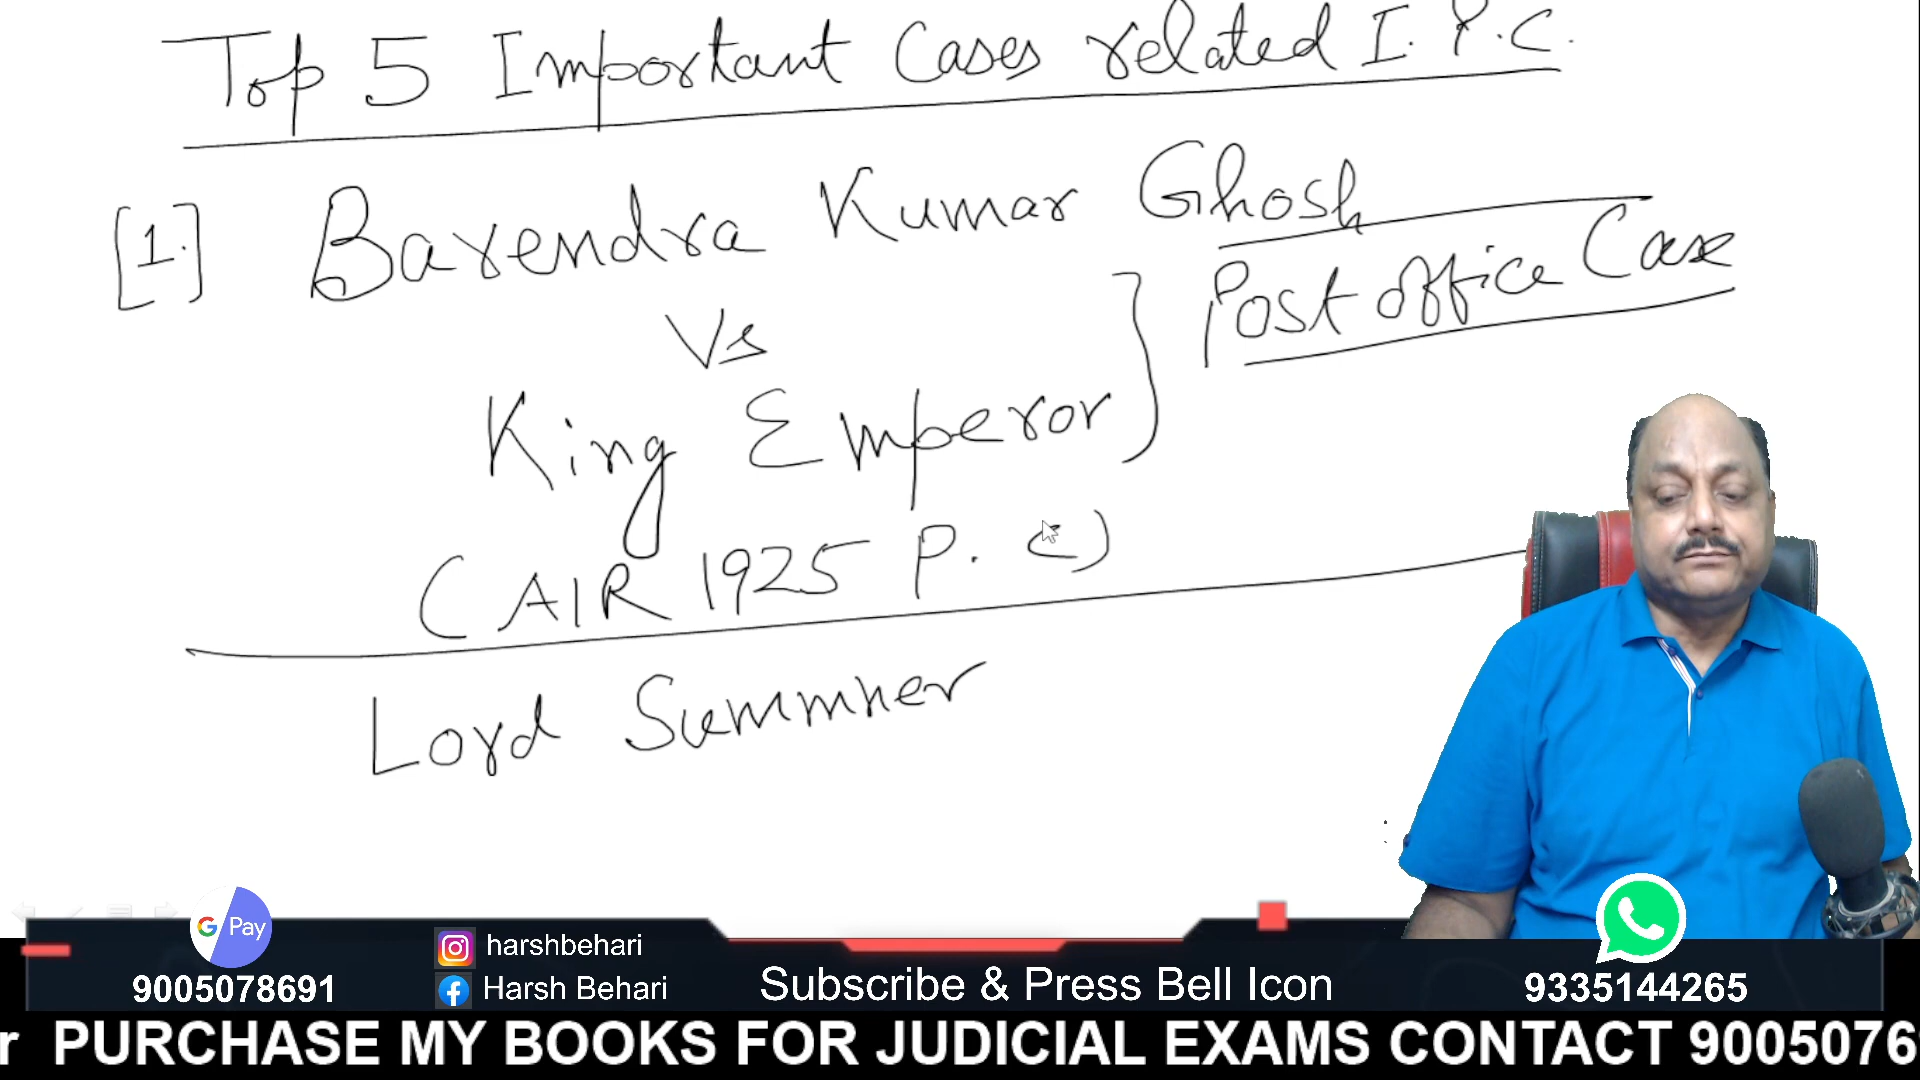 Top 5 Important Cases related I.P.C.
[1.] Barendra Kumar Ghosh
Vs
King Emperor
Post office Case
(AIR 1925 P. C)
Lord Summner
G Pay
9005078691
harshbehari
Harsh Behari
Subscribe & Press Bell Icon
9335144265
r PURCHASE MY BOOKS FOR JUDICIAL EXAMS CONTACT 9005076